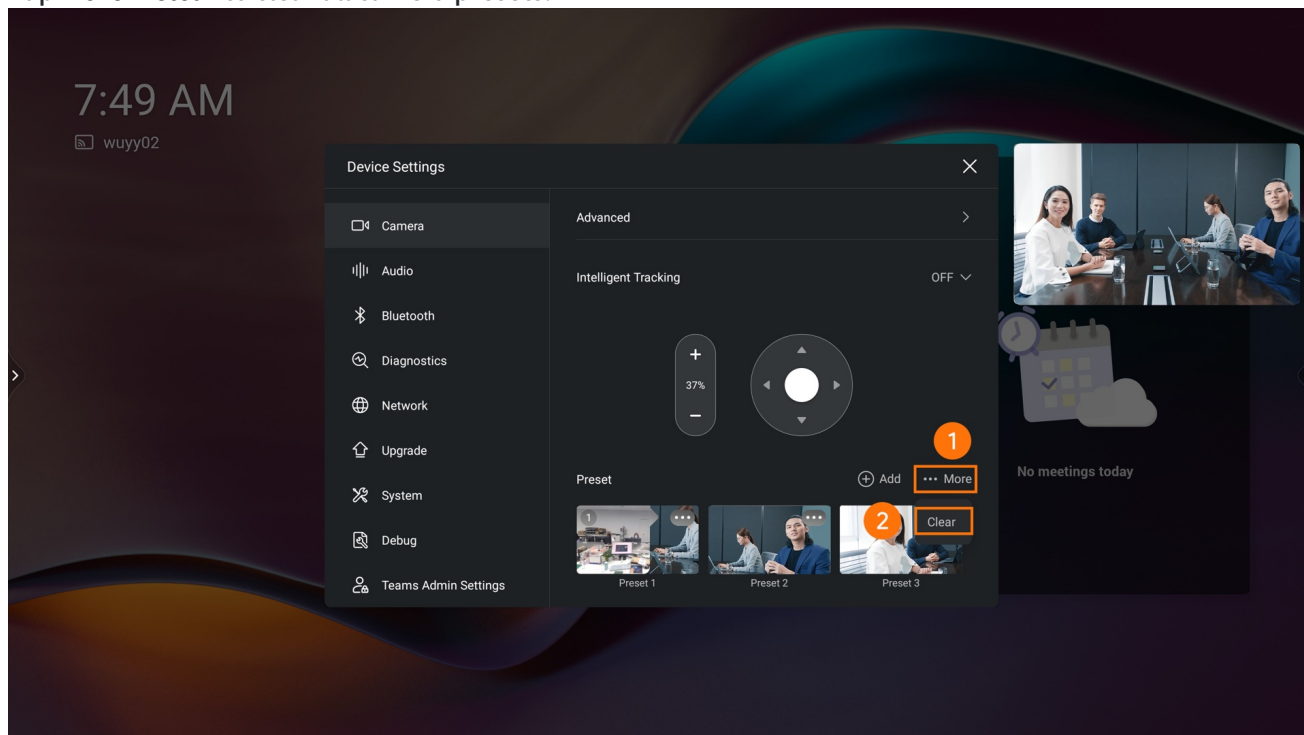 7:49 AM
wuyy02
Device Settings
Camera
Audio
Bluetooth
Diagnostics
Network
Upgrade
System
Debug
Teams Admin Settings
Advanced
Intelligent Tracking
OFF
+
37%
−
1
Preset
Add
More
1
2
Clear
Preset 1
Preset 2
Preset 3
No meetings today